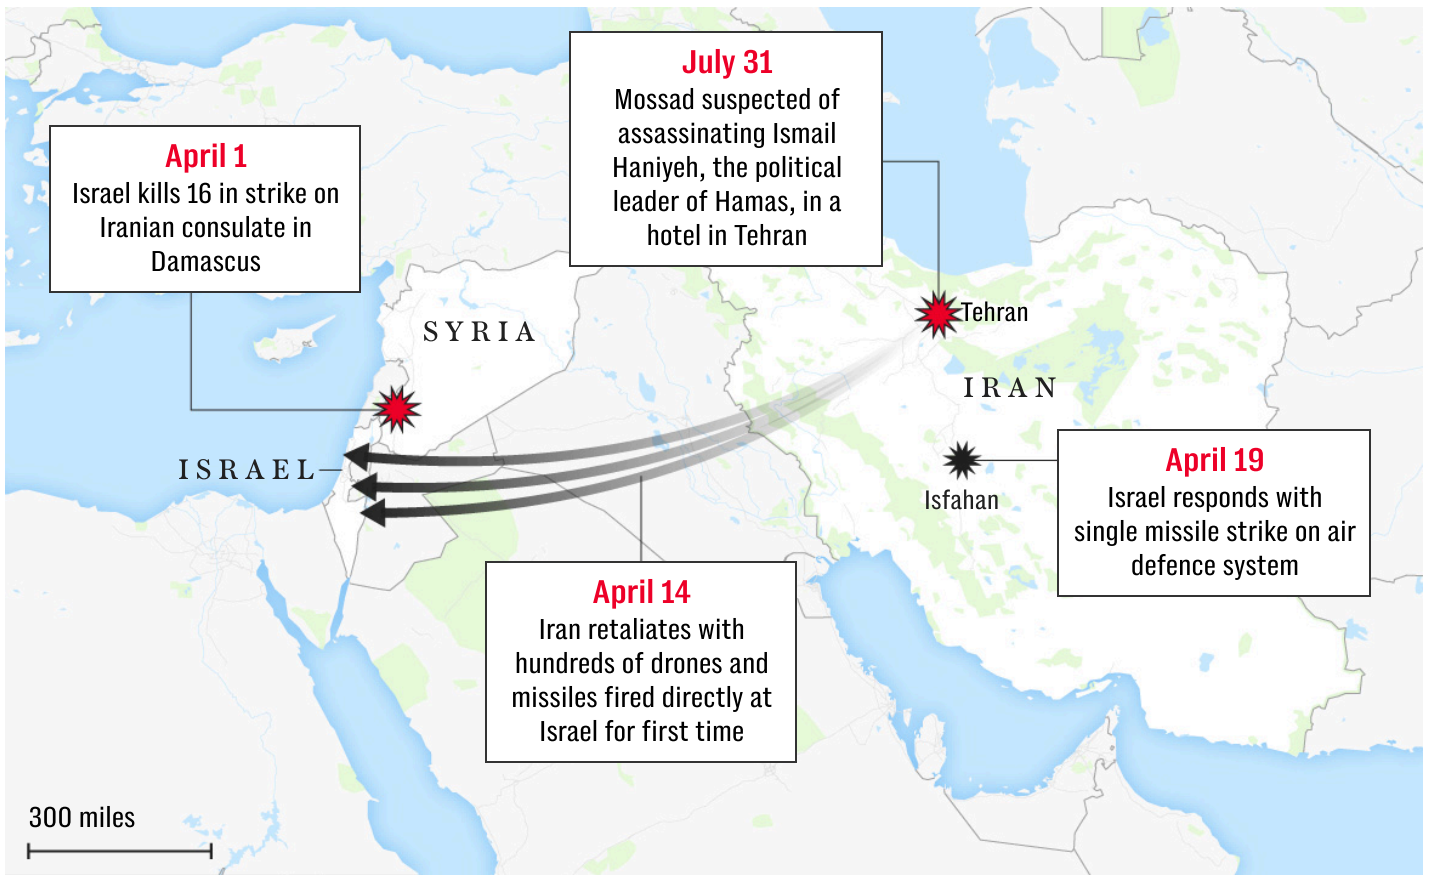 July 31
Mossad suspected of
assassinating Ismail
Haniyeh, the political
leader of Hamas, in a
hotel in Tehran
April 1
Israel kills 16 in strike on
Iranian consulate in
Damascus
SYRIA
Tehran
IRAN
ISRAEL
Isfahan
April 19
Israel responds with
single missile strike on air
defence system
April 14
Iran retaliates with
hundreds of drones and
missiles fired directly at
Israel for first time
300 miles